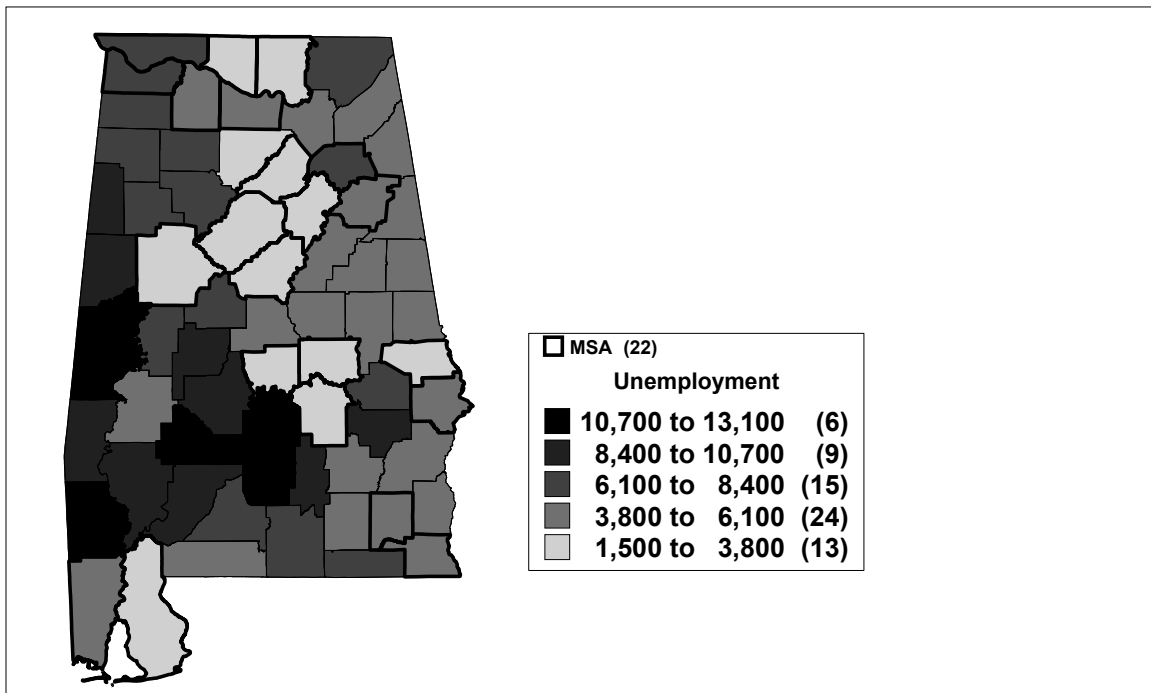 MSA (22)
Unemployment
10,700 to 13,100 (6)
8,400 to 10,700 (9)
6,100 to 8,400 (15)
3,800 to 6,100 (24)
1,500 to 3,800 (13)